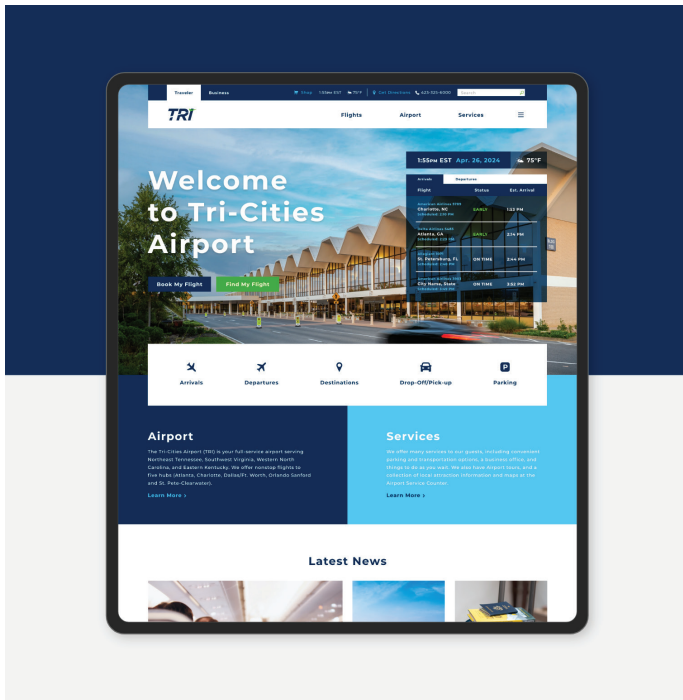 Traveler
Business
Shop
1:55PM EST
75°F
Get Directions
423-325-6000
Search
TRI
Flights
Airport
Services
Welcome
to Tri-Cities
Airport
Book My Flight
Find My Flight
1:55PM EST Apr. 26, 2024 75°F
Arrivals
Departures
Flight Status Est. Arrival
Charlotte, NC EARLY 1:52 PM
Atlanta, GA EARLY 2:14 PM
St. Petersburg, FL ON TIME 2:44 PM
City Name, State ON TIME 3:52 PM
Arrivals
Departures
Destinations
Drop-Off/Pick-up
P
Parking
Airport
The Tri-Cities Airport (TRI) is your full-service airport serving
Northeast Tennessee, Southwest Virginia, Western North
Carolina, and Eastern Kentucky. We offer nonstop flights to
five hubs (Atlanta, Charlotte, Dallas/Ft. Worth, Orlando Sanford
and St. Pete-Clearwater).
Learn More ›
Services
We offer many services to our guests, including convenient
parking and transportation options, a business office, and
things to do as you wait. We also have Airport tours, and a
collection of local attraction information and maps at the
Airport Service Counter.
Learn More ›
Latest News